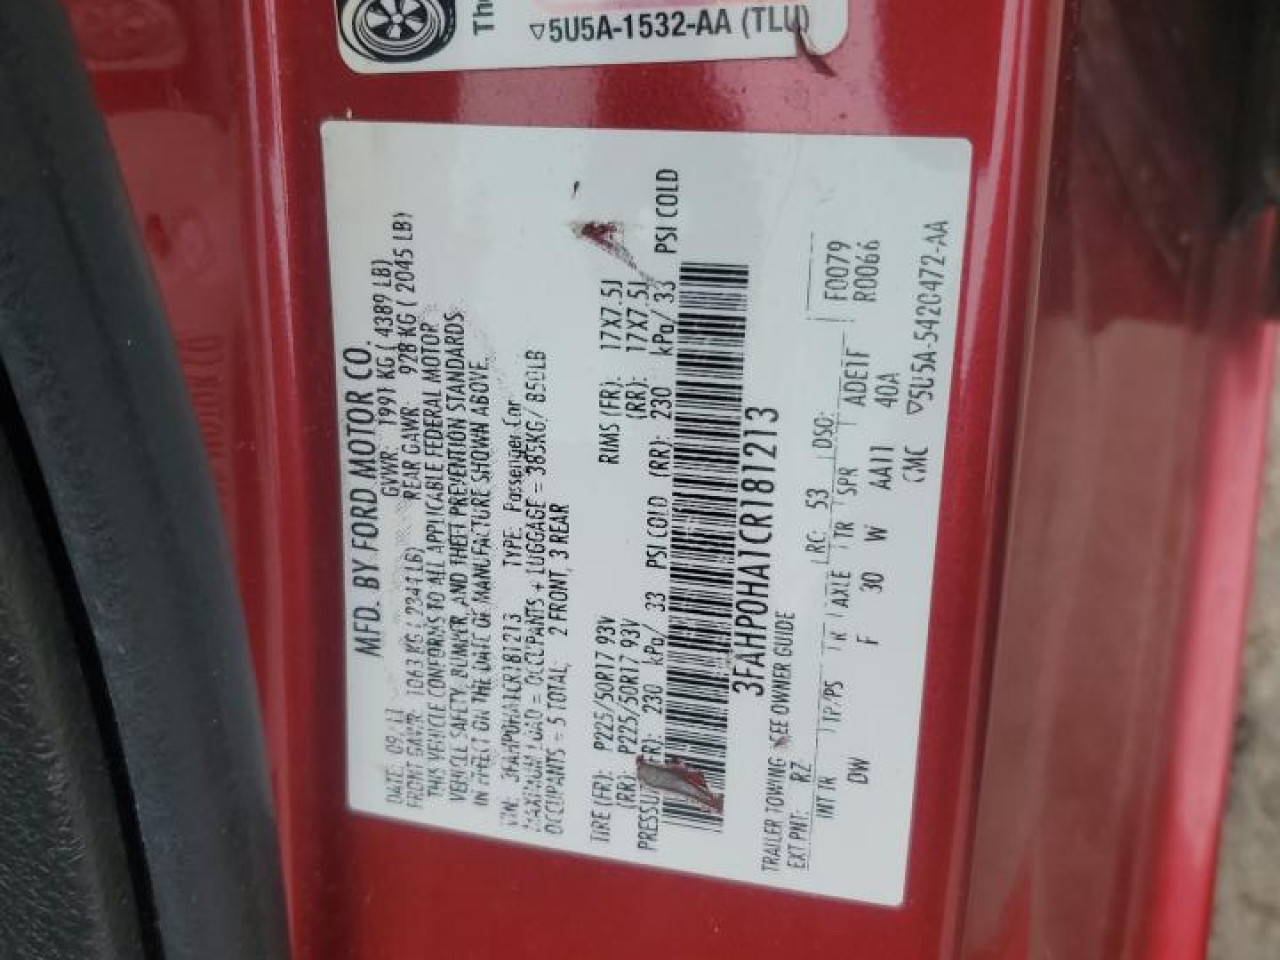 The
▽5U5A-1532-AA (TLU)
MFD. BY FORD MOTOR CO.
DATE: 09/11 GVWR: 1991 KG ( 4389 LB)
FRONT GAWR: 1063 KG ( 2344 LB) REAR GAWR: 928 KG ( 2045 LB)
THIS VEHICLE CONFORMS TO ALL APPLICABLE FEDERAL MOTOR
VEHICLE SAFETY, BUMPER, AND THEFT PREVENTION STANDARDS
IN EFFECT ON THE DATE OF MANUFACTURE SHOWN ABOVE.
VIN: 3FAHP0HA1CR181213 TYPE: Passenger Car
MAXIMUM LOAD = OCCUPANTS + LUGGAGE = 385KG/ 850LB
OCCUPANTS = 5 TOTAL, 2 FRONT, 3 REAR
TIRE (FR): P225/50R17 93V RIMS (FR): 17X7.5J
(RR): P225/50R17 93V (RR): 17X7.5J
PRESSU FR): 230 kPa/ 33 PSI COLD (RR): 230 kPa/ 33 PSI COLD
3FAHP0HA1CR181213
TRAILER TOWING - SEE OWNER GUIDE
EXT PNT: RZ RC: 53 DSO: F0079
INT TR TP/PS R AXLE TR SPR ADE1F R0066
DW F 30 W AA11 40A
CMC ▽5U5A-5420472-AA